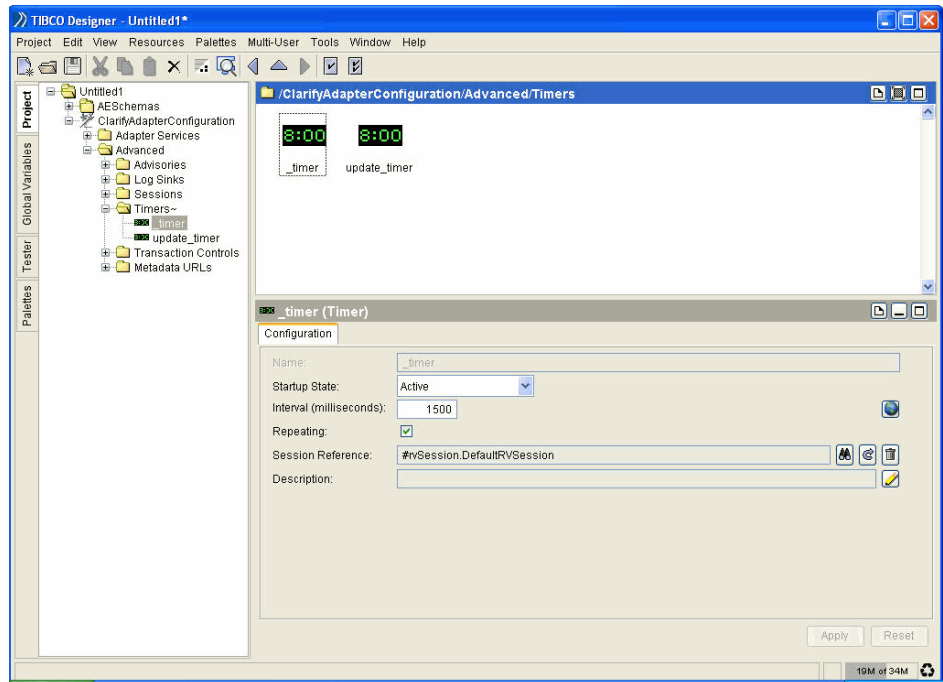 TIBCO Designer - Untitled1*
Project Edit View Resources Palettes Multi-User Tools Window Help
Project
Global Variables
Tester
Palettes
Untitled1
AESchemas
ClarifyAdapterConfiguration
Adapter Services
Advanced
Advisories
Log Sinks
Sessions
Timers~
_timer
update_timer
Transaction Controls
Metadata URLs
/ClarifyAdapterConfiguration/Advanced/Timers
8:00 8:00
_timer update_timer
_timer (Timer)
Configuration
Name: _timer
Startup State: Active
Interval (milliseconds): 1500
Repeating:
Session Reference: #rvSession.DefaultRVSession
Description:
Apply Reset
19M of 34M